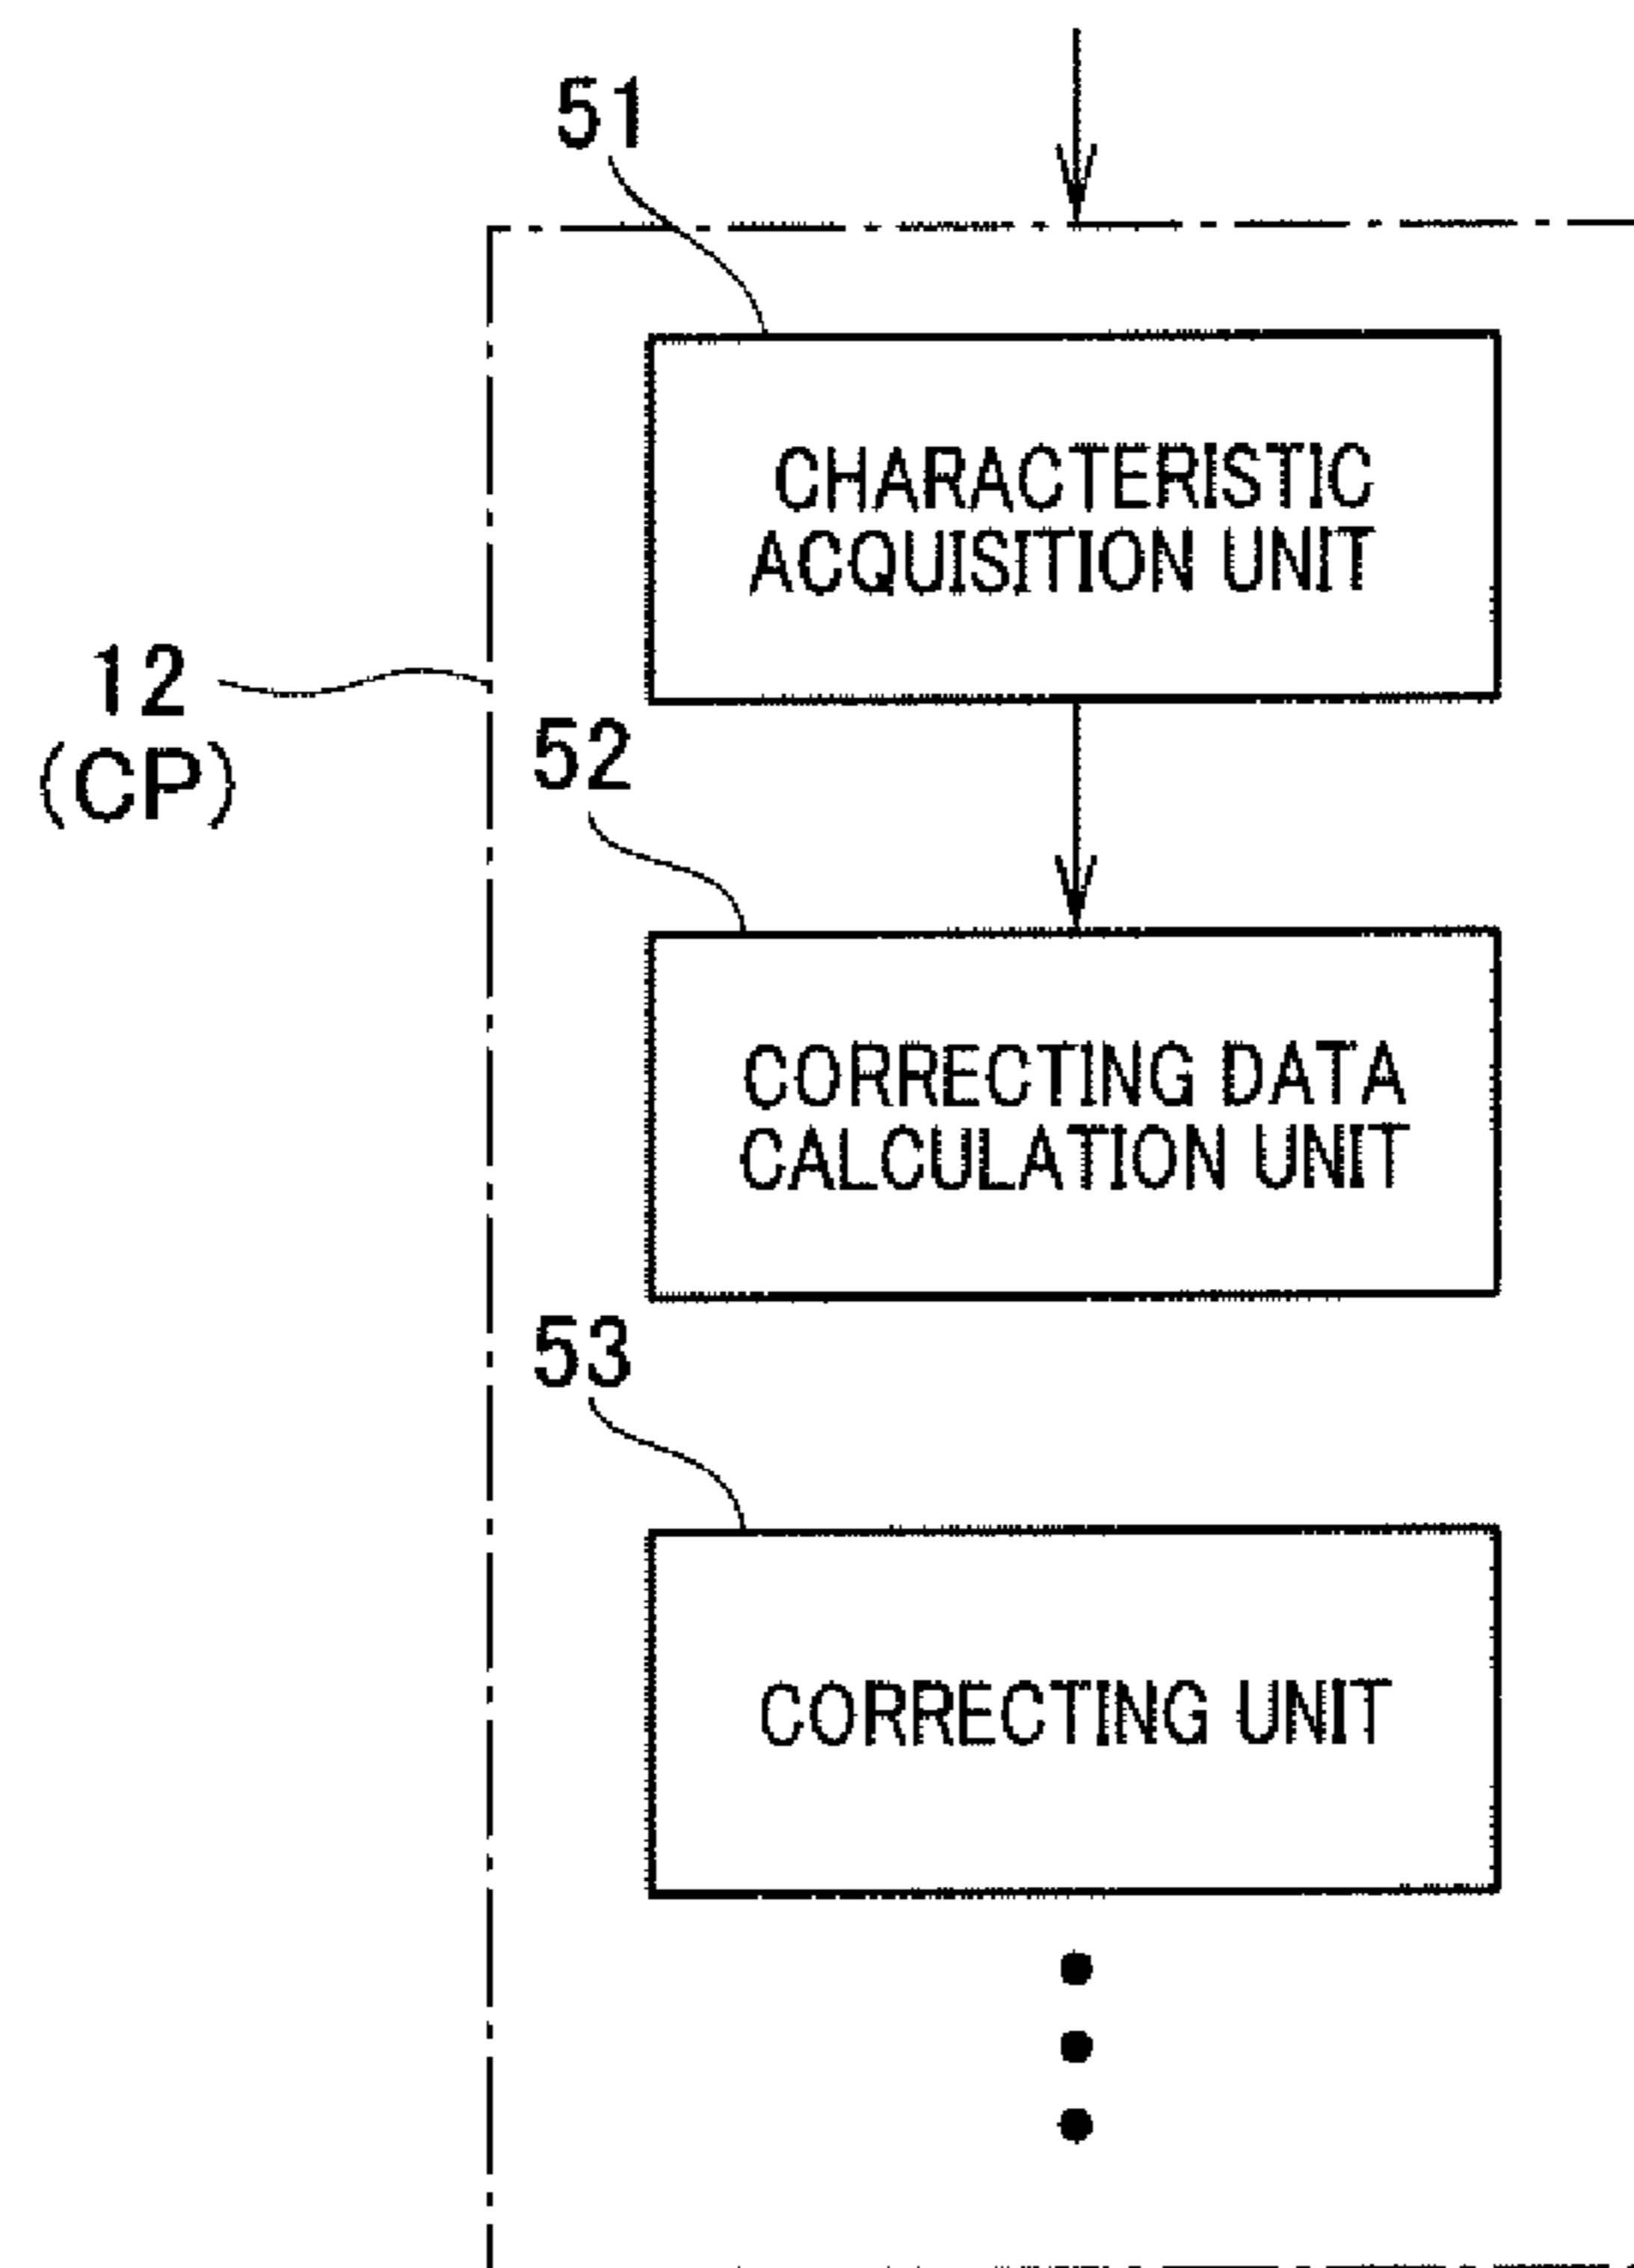 51
CHARACTERISTIC
ACQUISITION UNIT
12
(CP)
52
CORRECTING DATA
CALCULATION UNIT
53
CORRECTING UNIT